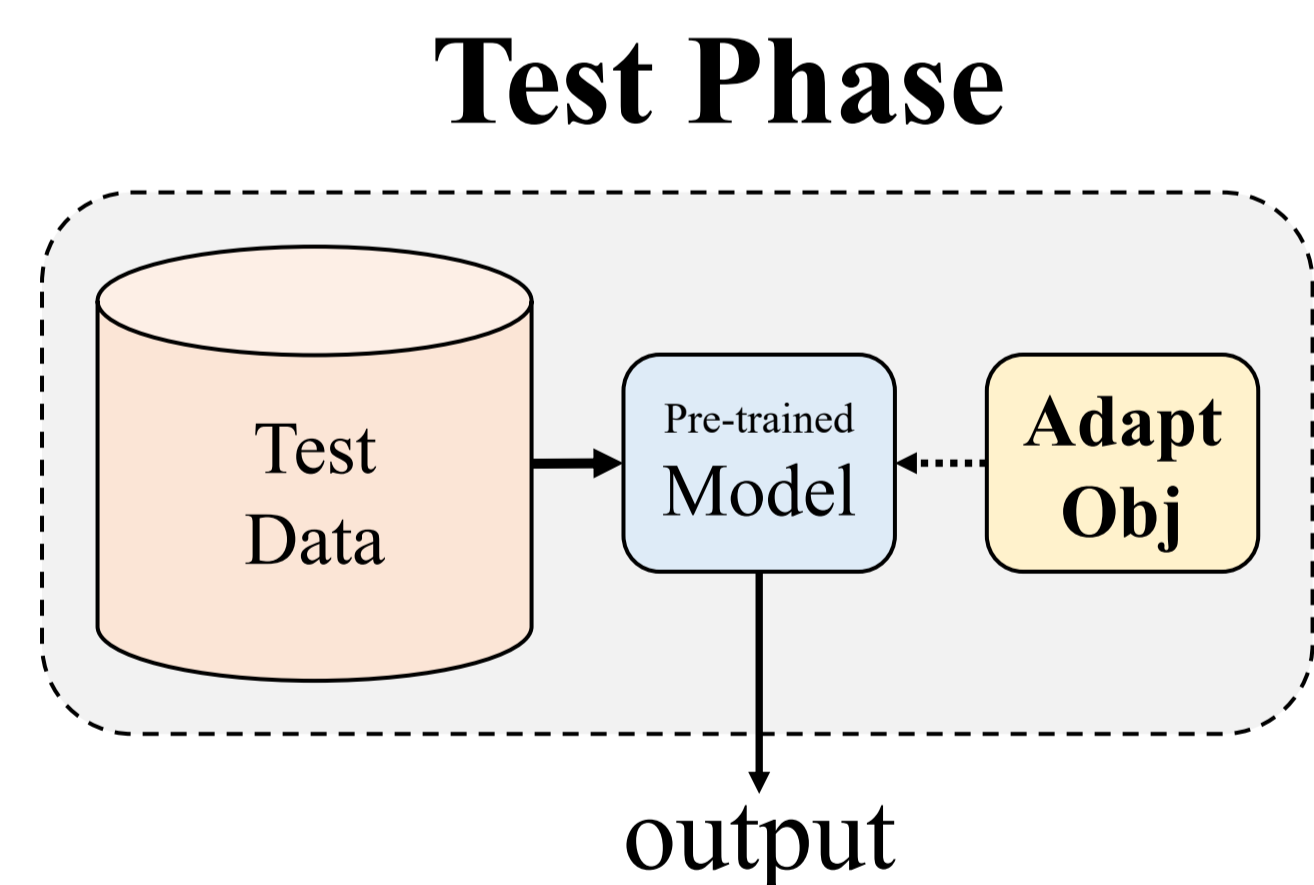 Test Phase
Test
Data
Pre-trained
Model
Adapt
Obj
output